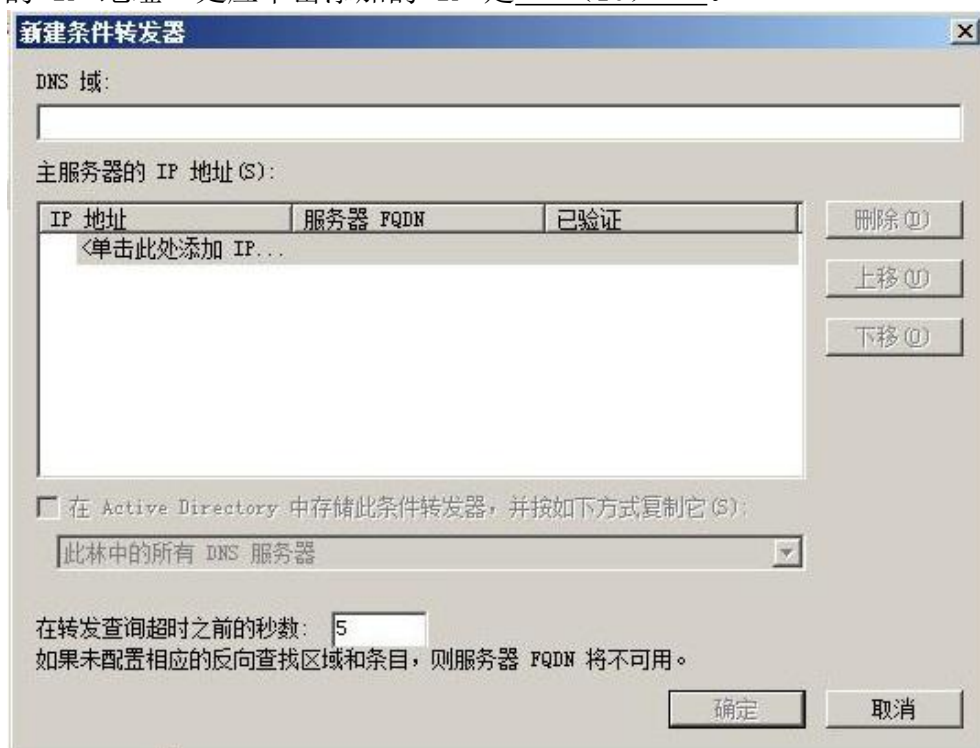 新建条件转发器
DNS 域:
主服务器的 IP 地址(S):
IP 地址 服务器 FQDN 已验证
<单击此处添加 IP...
删除(D)
上移(U)
下移(O)
在 Active Directory 中存储此条件转发器，并按如下方式复制它(S):
此林中的所有 DNS 服务器
在转发查询超时之前的秒数: 5
如果未配置相应的反向查找区域和条目，则服务器 FQDN 将不可用。
确定 取消